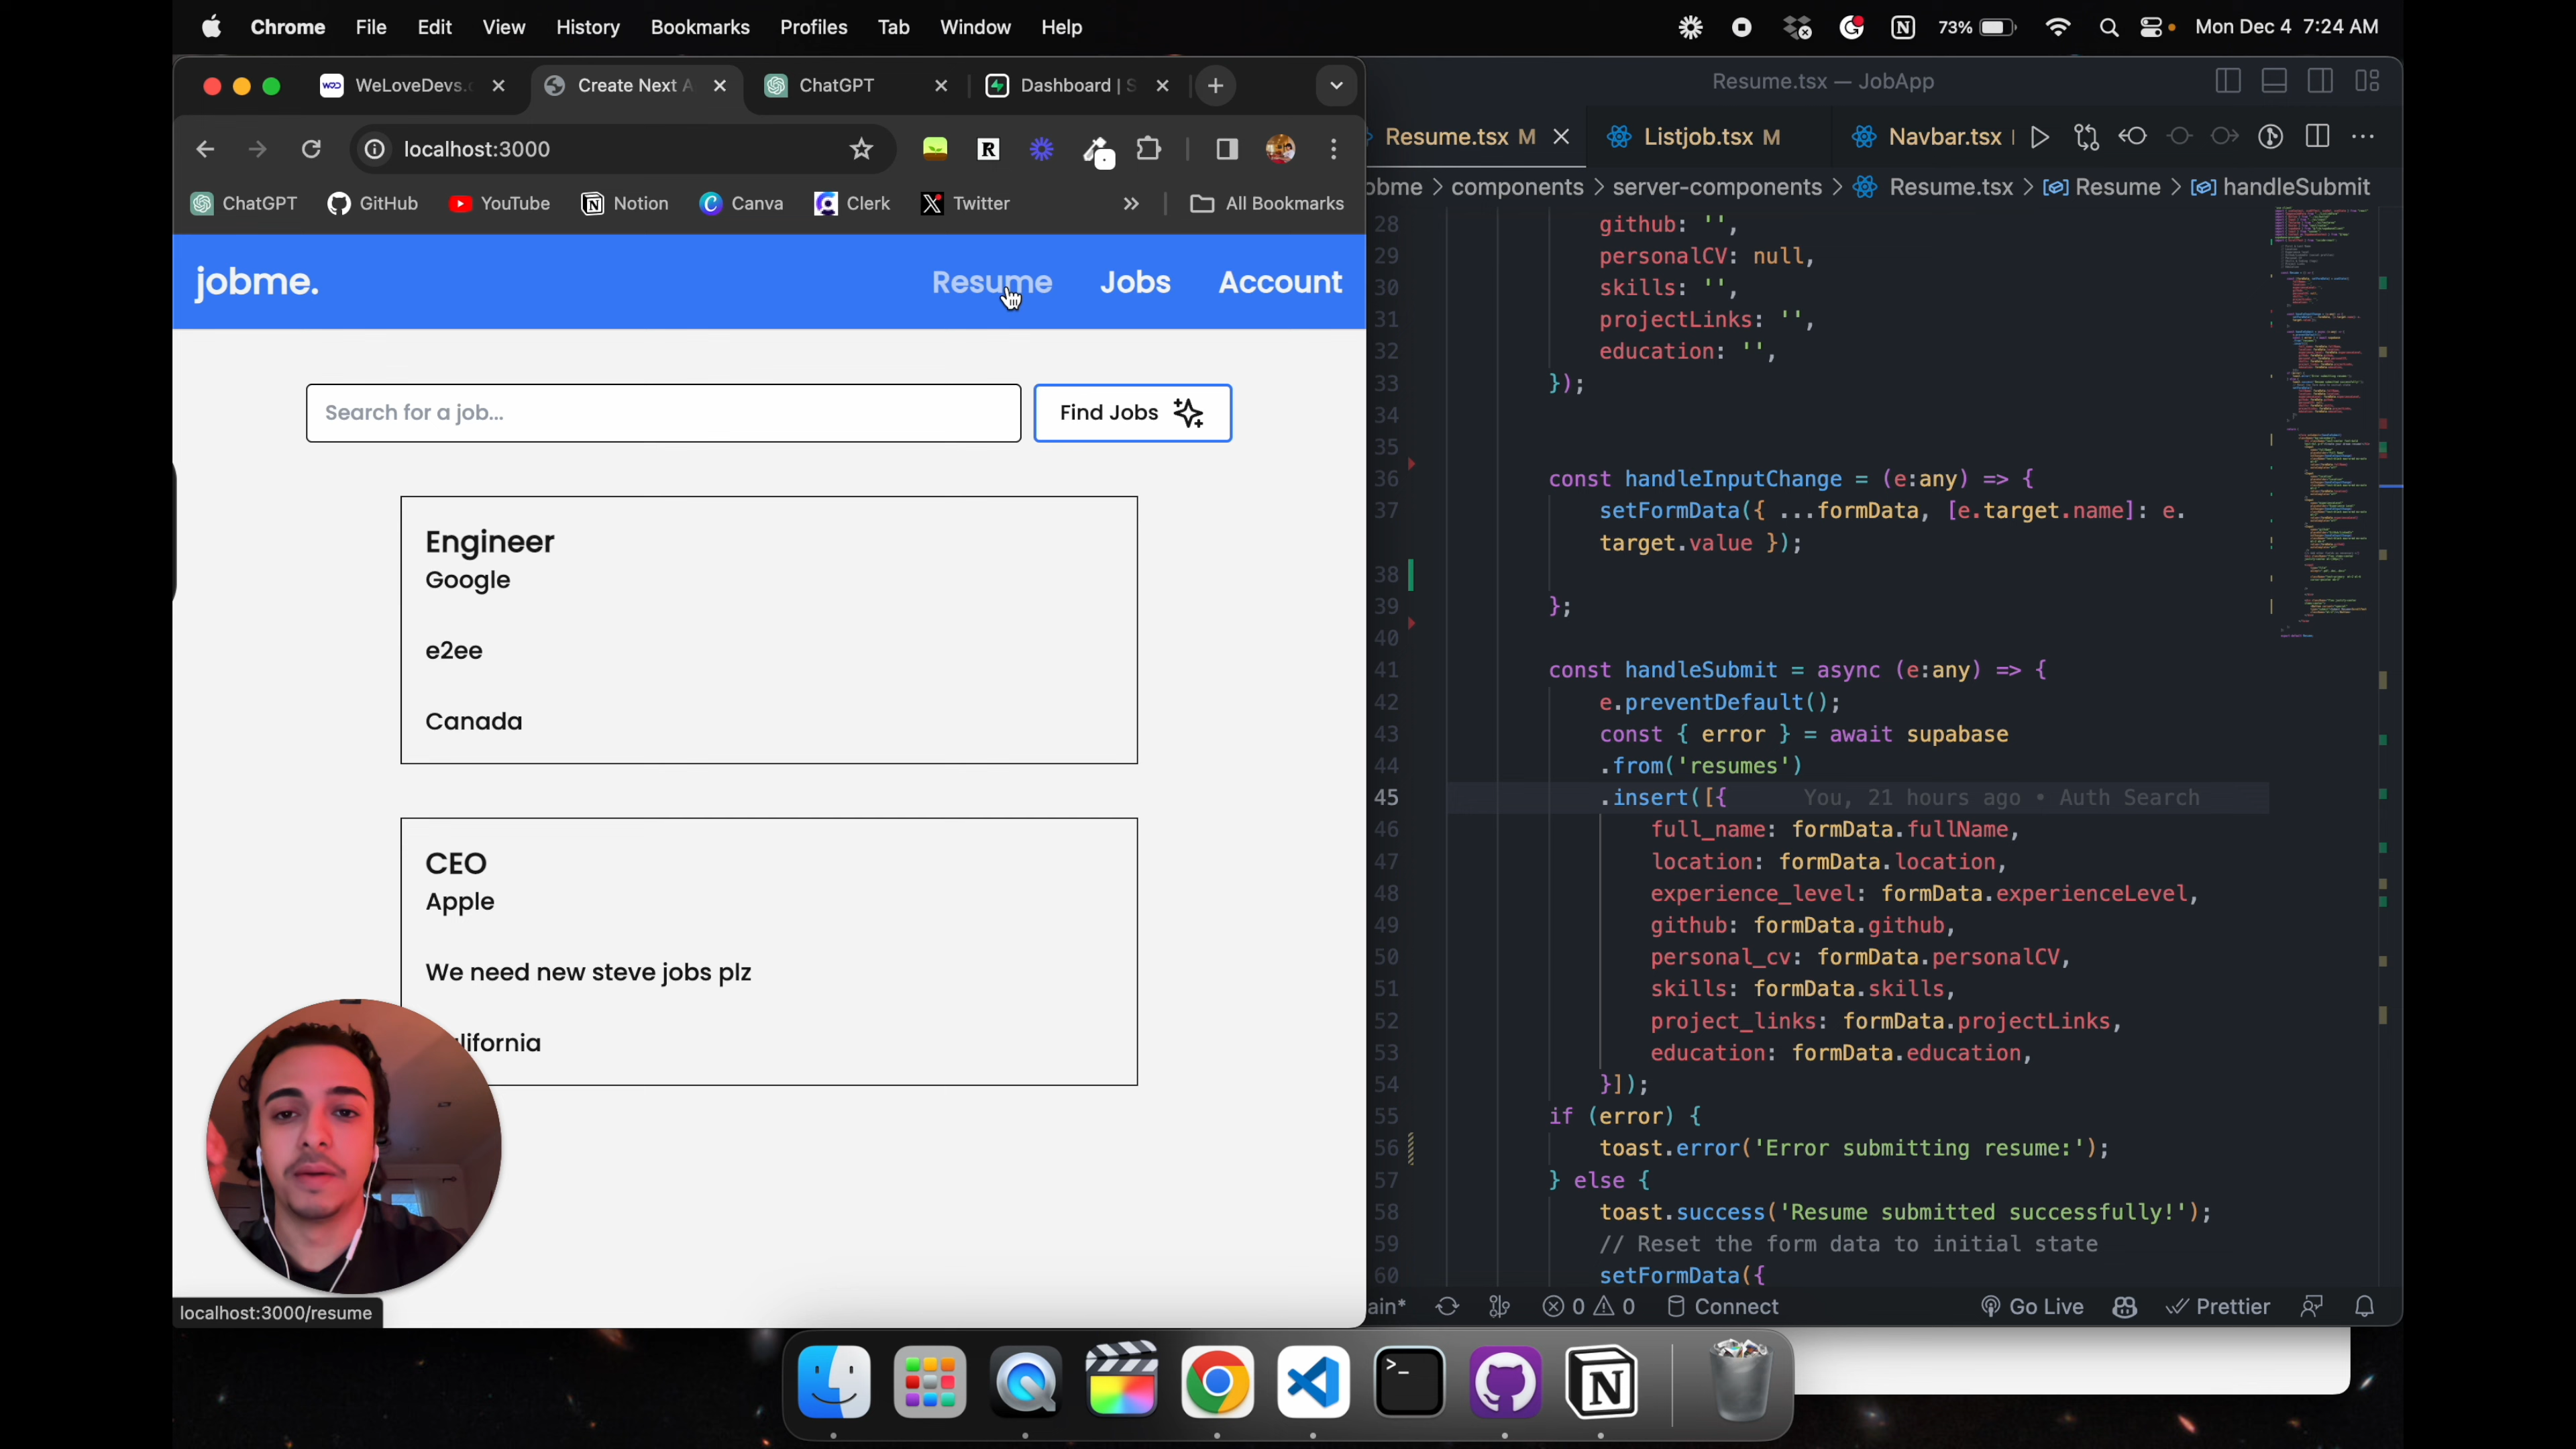 Chrome File Edit View History Bookmarks Profiles Tab Window Help
73% Mon Dec 4 7:24 AM
WeLoveDevs.c Create Next A ChatGPT Dashboard | S
localhost:3000
ChatGPT GitHub YouTube Notion Canva Clerk Twitter » All Bookmarks
jobme. Resume Jobs Account
Search for a job... Find Jobs
Engineer
Google
e2ee
Canada
CEO
Apple
We need new steve jobs plz
lifornia
localhost:3000/resume
Resume.tsx — JobApp
Resume.tsx M Listjob.tsx M Navbar.tsx
obme > components > server-components > Resume.tsx > Resume > handleSubmit
28 github: '',
29 personalCV: null,
30 skills: '',
31 projectLinks: '',
32 education: '',
33 });
34
35
36 const handleInputChange = (e:any) => {
37 setFormData({ ...formData, [e.target.name]: e.
target.value });
38
39 };
40
41 const handleSubmit = async (e:any) => {
42 e.preventDefault();
43 const { error } = await supabase
44 .from('resumes')
45 .insert([{ You, 21 hours ago • Auth Search
46 full_name: formData.fullName,
47 location: formData.location,
48 experience_level: formData.experienceLevel,
49 github: formData.github,
50 personal_cv: formData.personalCV,
51 skills: formData.skills,
52 project_links: formData.projectLinks,
53 education: formData.education,
54 }]);
55 if (error) {
56 toast.error('Error submitting resume:');
57 } else {
58 toast.success('Resume submitted successfully!');
59 // Reset the form data to initial state
60 setFormData({
ain* 0 0 Connect Go Live Prettier